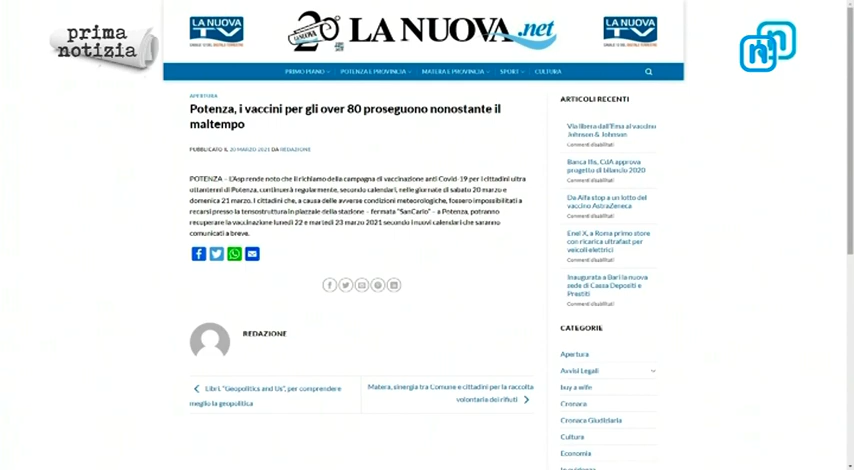 prima
notizia
LA NUOVA
TV
20
LA NUOVA.net
LA NUOVA
TV
PRIMO PIANO
POTENZA E PROVINCIA
MATERA E PROVINCIA
SPORT
CULTURA
APERTURA
Potenza, i vaccini per gli over 80 proseguono nonostante il
maltempo
PUBBLICATO IL 20 MARZO 2021 DA REDAZIONE
POTENZA – L'Asp rende noto che il richiamo della campagna di vaccinazione anti Covid-19 per i cittadini ultra
ottantenni di Potenza, continuerà regolarmente, secondo calendari, nelle giornate di sabato 20 marzo e
domenica 21 marzo. I cittadini che, a causa delle avverse condizioni meteorologiche, fossero impossibilitati a
recarsi presso la tensostruttura in piazzale della stazione – fermata "SanCarlo" – a Potenza, potranno
recuperare la vaccinazione lunedì 22 e martedì 23 marzo 2021 secondo i nuovi calendari che saranno
comunicati a breve.
REDAZIONE
Libri. "Geopolitics and Us", per comprendere
meglio la geopolitica
Matera, sinergia tra Comune e cittadini per la raccolta
volontaria dei rifiuti
ARTICOLI RECENTI
Via libera dall'Ema al vaccino
Johnson & Johnson
Commenti disabilitati
Banca Ifis, CdA approva
progetto di bilancio 2020
Commenti disabilitati
Da Aifa stop a un lotto del
vaccino AstraZeneca
Commenti disabilitati
Enel X, a Roma primo store
con ricarica ultrafast per
veicoli elettrici
Commenti disabilitati
Inaugurata a Bari la nuova
sede di Cassa Depositi e
Prestiti
Commenti disabilitati
CATEGORIE
Apertura
Avvisi Legali
buy a wife
Cronaca
Cronaca Giudiziaria
Cultura
Economia